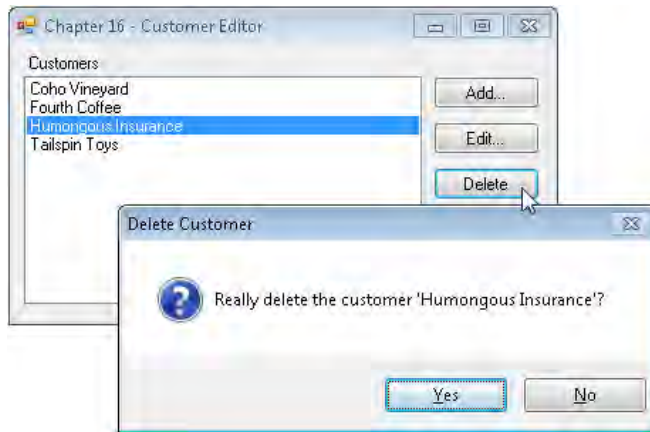 Chapter 16 - Customer Editor
Customers
Coho Vineyard
Fourth Coffee
Humongous Insurance
Tailspin Toys
Add...
Edit...
Delete
Delete Customer
Really delete the customer 'Humongous Insurance'?
Yes
No